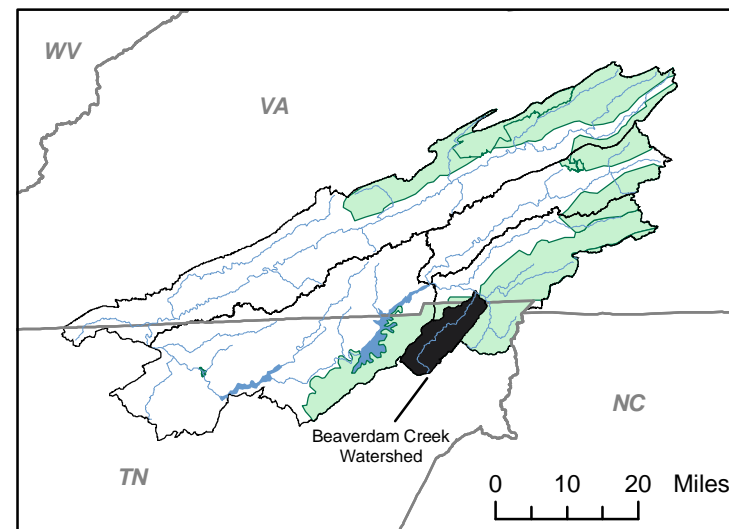 WV
VA
Beaverdam Creek
Watershed
NC
TN
0 10 20 Miles